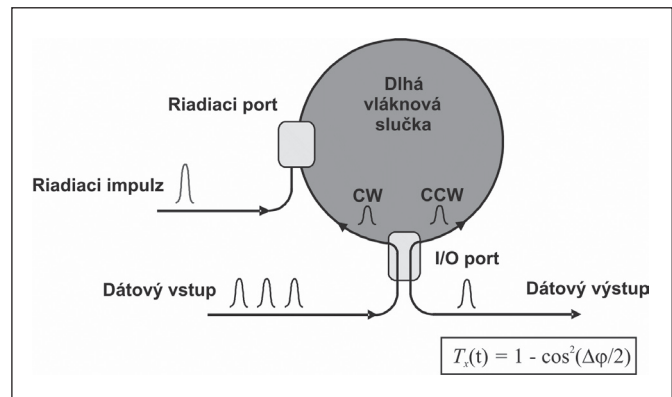 Dlhá
vláknová
slučka
Riadiaci port
Riadiaci impulz
CW
CCW
I/O port
Dátový vstup
Dátový výstup
Tₓ(t) = 1 - cos²(Δφ/2)